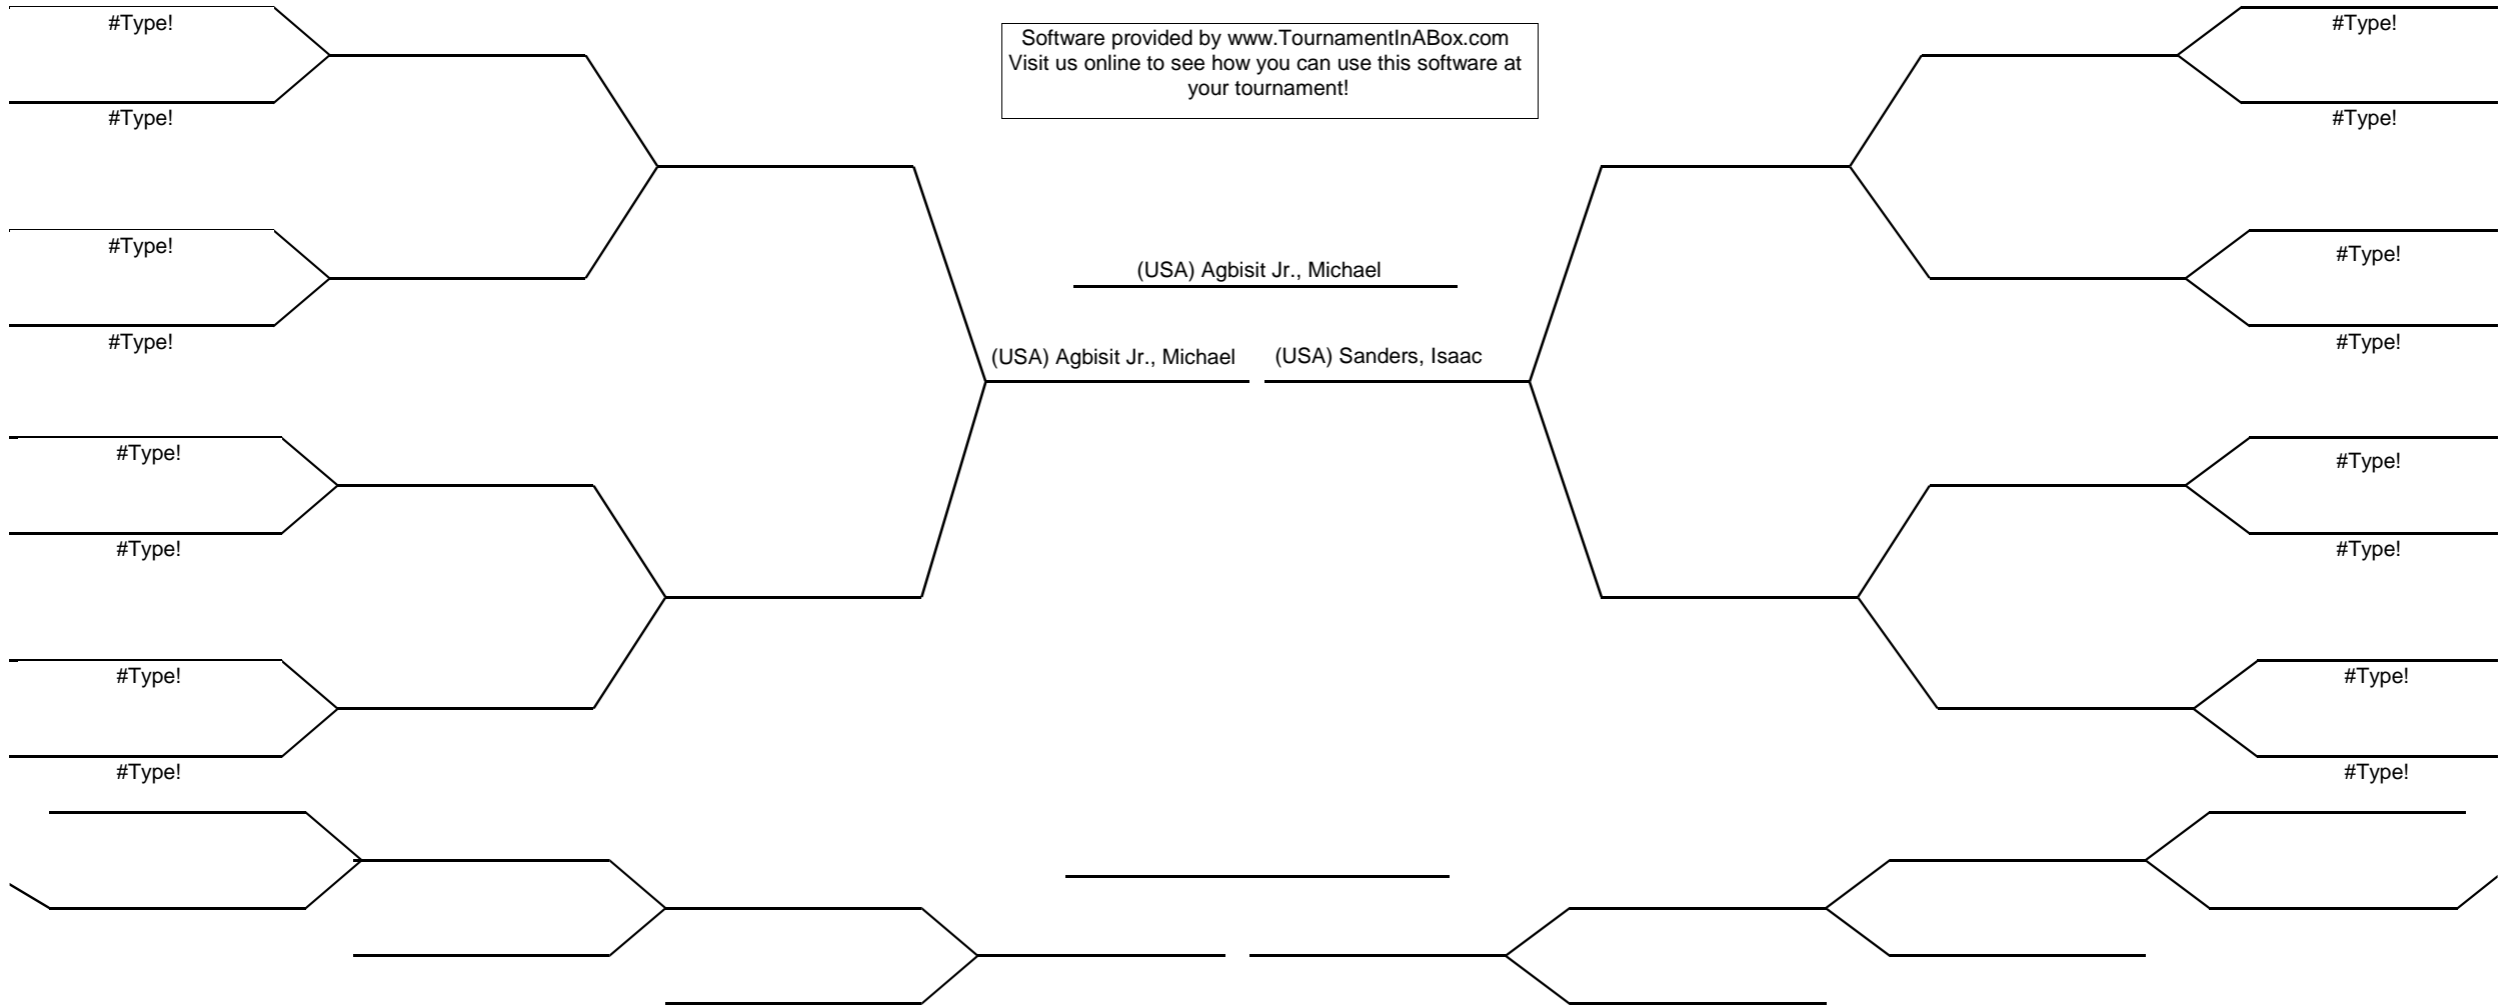 #Type!
Software provided by www.TournamentInABox.com
Visit us online to see how you can use this software at
your tournament!
#Type!
#Type!
#Type!
#Type!
#Type!
(USA) Agbisit Jr., Michael
#Type!
#Type!
#Type!
(USA) Agbisit Jr., Michael
(USA) Sanders, Isaac
#Type!
#Type!
#Type!
#Type!
#Type!
#Type!
#Type!
#Type!